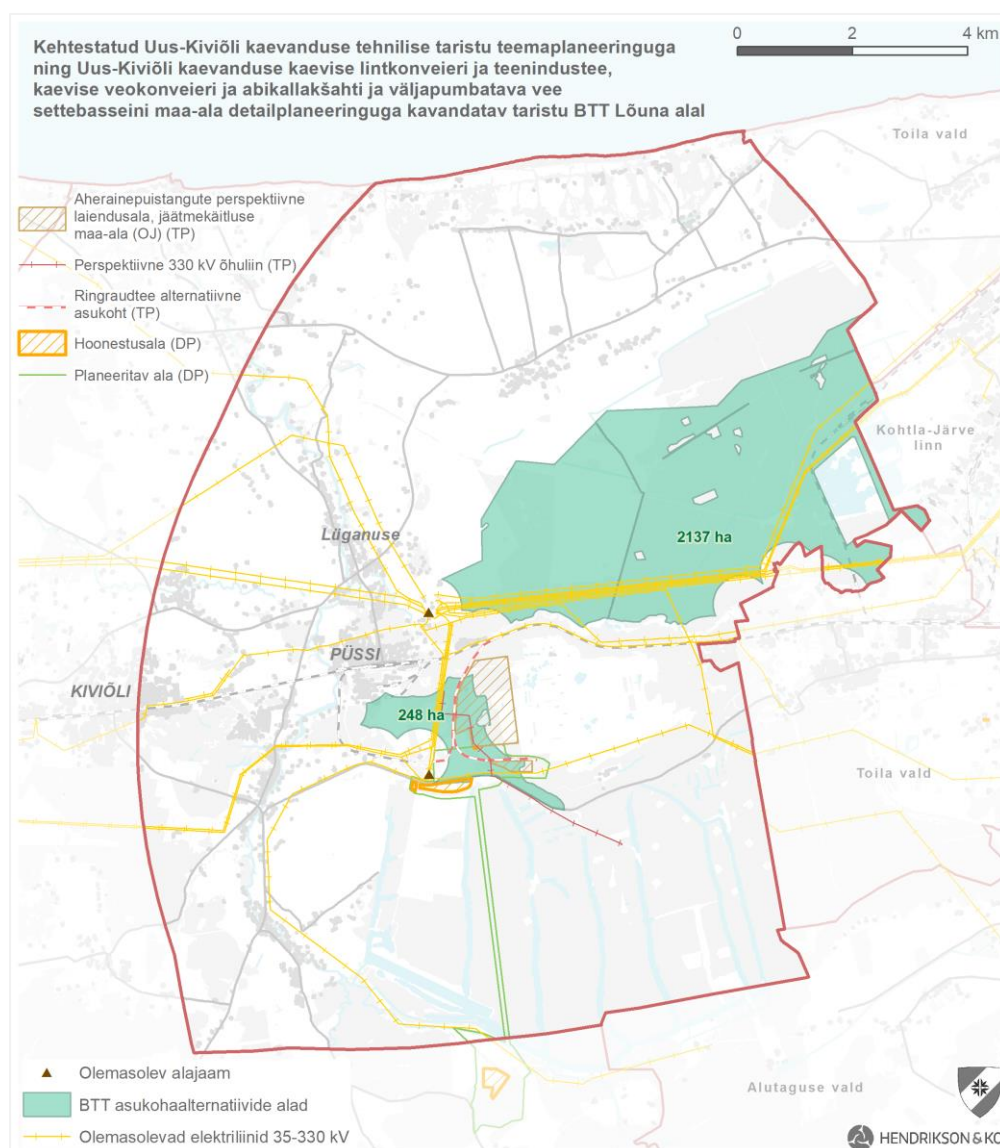 Kehtestatud Uus-Kiviõli kaevanduse tehnilise taristu teemaplaneeringuga
ning Uus-Kiviõli kaevanduse kaevise lintkonveieri ja teenindustee,
kaevise veokonveieri ja abikallakšahti ja väljapumbatava vee
settebasseini maa-ala detailplaneeringuga kavandatav taristu BTT Lõuna alal
0 2 4 km
Toila vald
Aherainepuistangute perspektiivne
laiendusala, jäätmekäitluse
maa-ala (OJ) (TP)
Perspektiivne 330 kV õhuliin (TP)
Ringraudtee alternatiivne
asukoht (TP)
Hoonestusala (DP)
Planeeritav ala (DP)
Kohtla-Järve
linn
Lüganuse
2137 ha
PÜSSI
KIVIÕLI
248 ha
Toila vald
Olemasolev alajaam
BTT asukohaalternatiivide alad
Olemasolevad elektriliinid 35-330 kV
Alutaguse vald
HENDRIKSON & KO